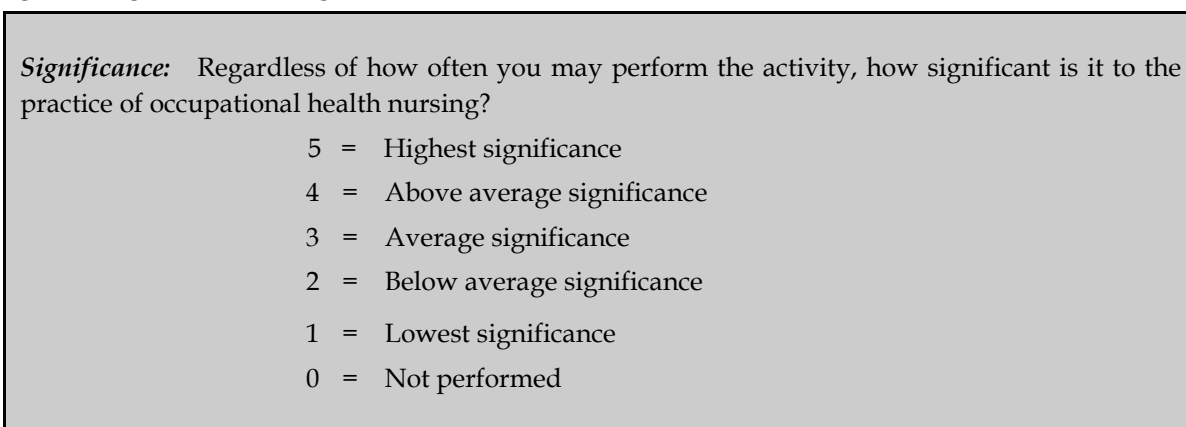 Significance: Regardless of how often you may perform the activity, how significant is it to the
practice of occupational health nursing?
5 = Highest significance
4 = Above average significance
3 = Average significance
2 = Below average significance
1 = Lowest significance
0 = Not performed